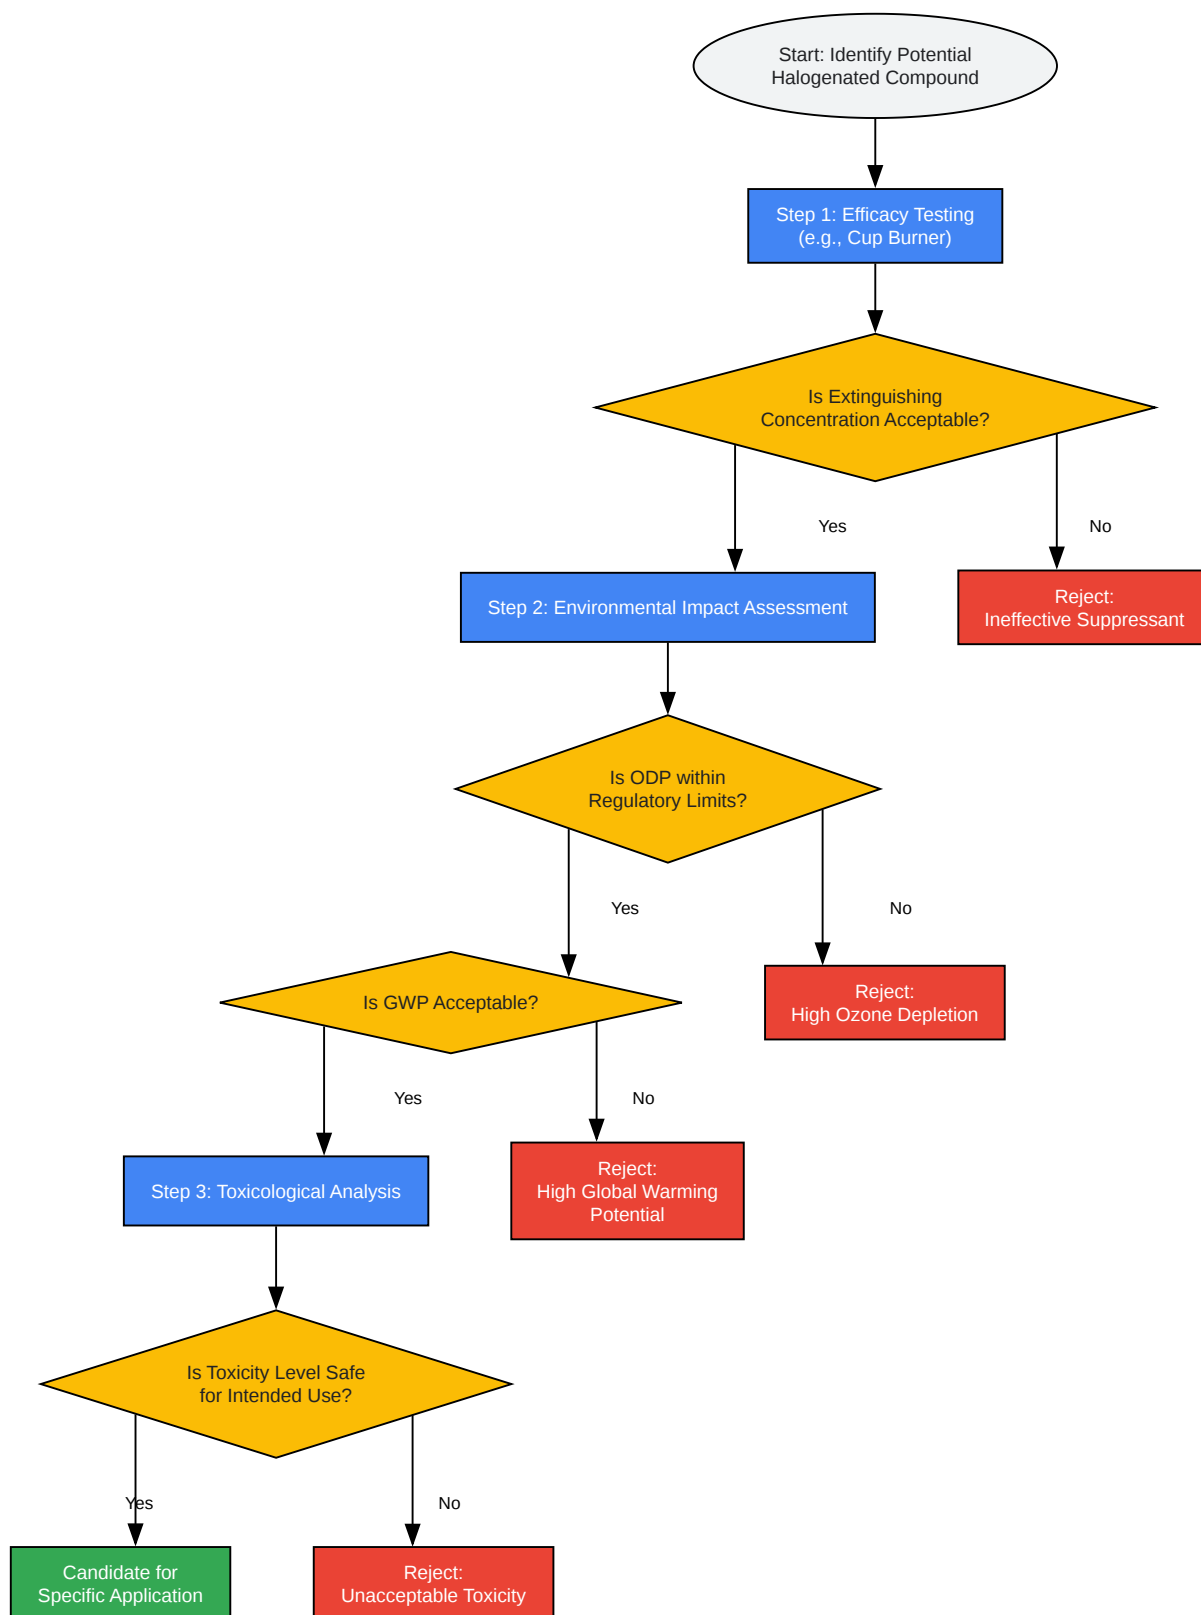 Start: Identify Potential
Halogenated Compound
Step 1: Efficacy Testing
(e.g., Cup Burner)
Is Extinguishing
Concentration Acceptable?
Yes
No
Step 2: Environmental Impact Assessment
Reject:
Ineffective Suppressant
Is ODP within
Regulatory Limits?
Yes
No
Is GWP Acceptable?
Reject:
High Ozone Depletion
Yes
No
Step 3: Toxicological Analysis
Reject:
High Global Warming
Potential
Is Toxicity Level Safe
for Intended Use?
Yes
No
Candidate for
Specific Application
Reject:
Unacceptable Toxicity